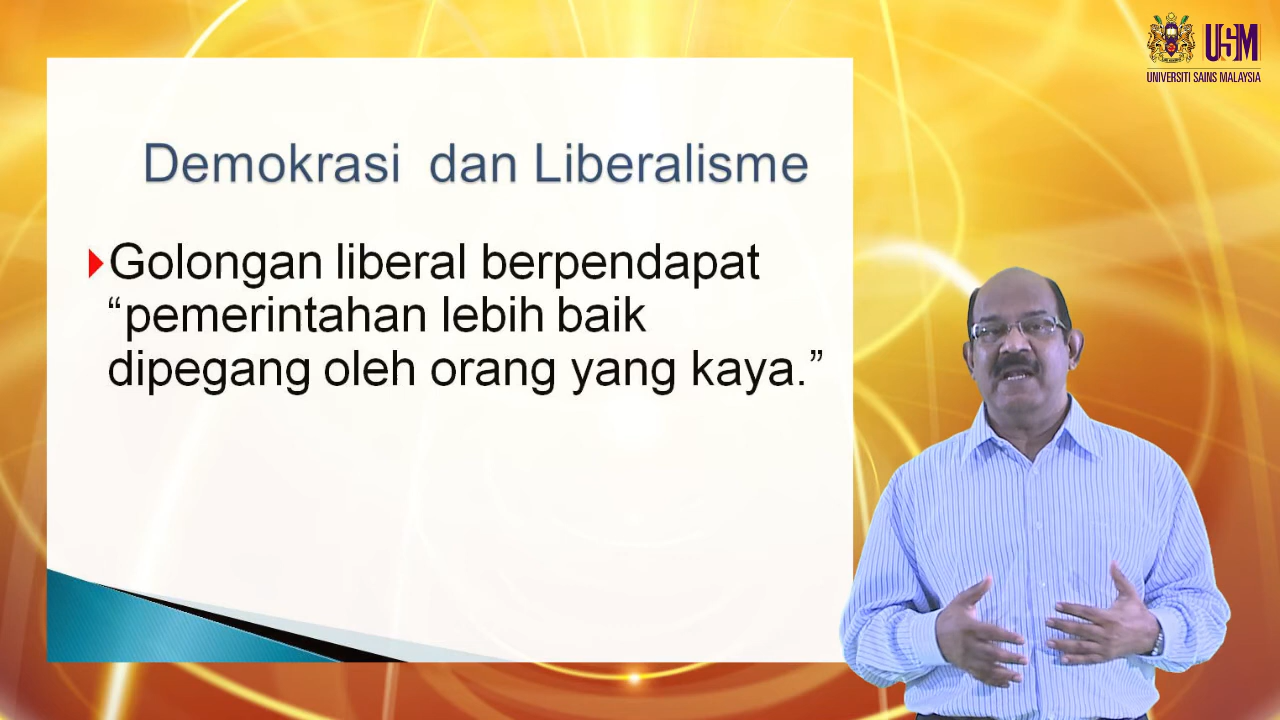 USM
UNIVERSITI SAINS MALAYSIA
Demokrasi dan Liberalisme
Golongan liberal berpendapat
“pemerintahan lebih baik
dipegang oleh orang yang kaya.”